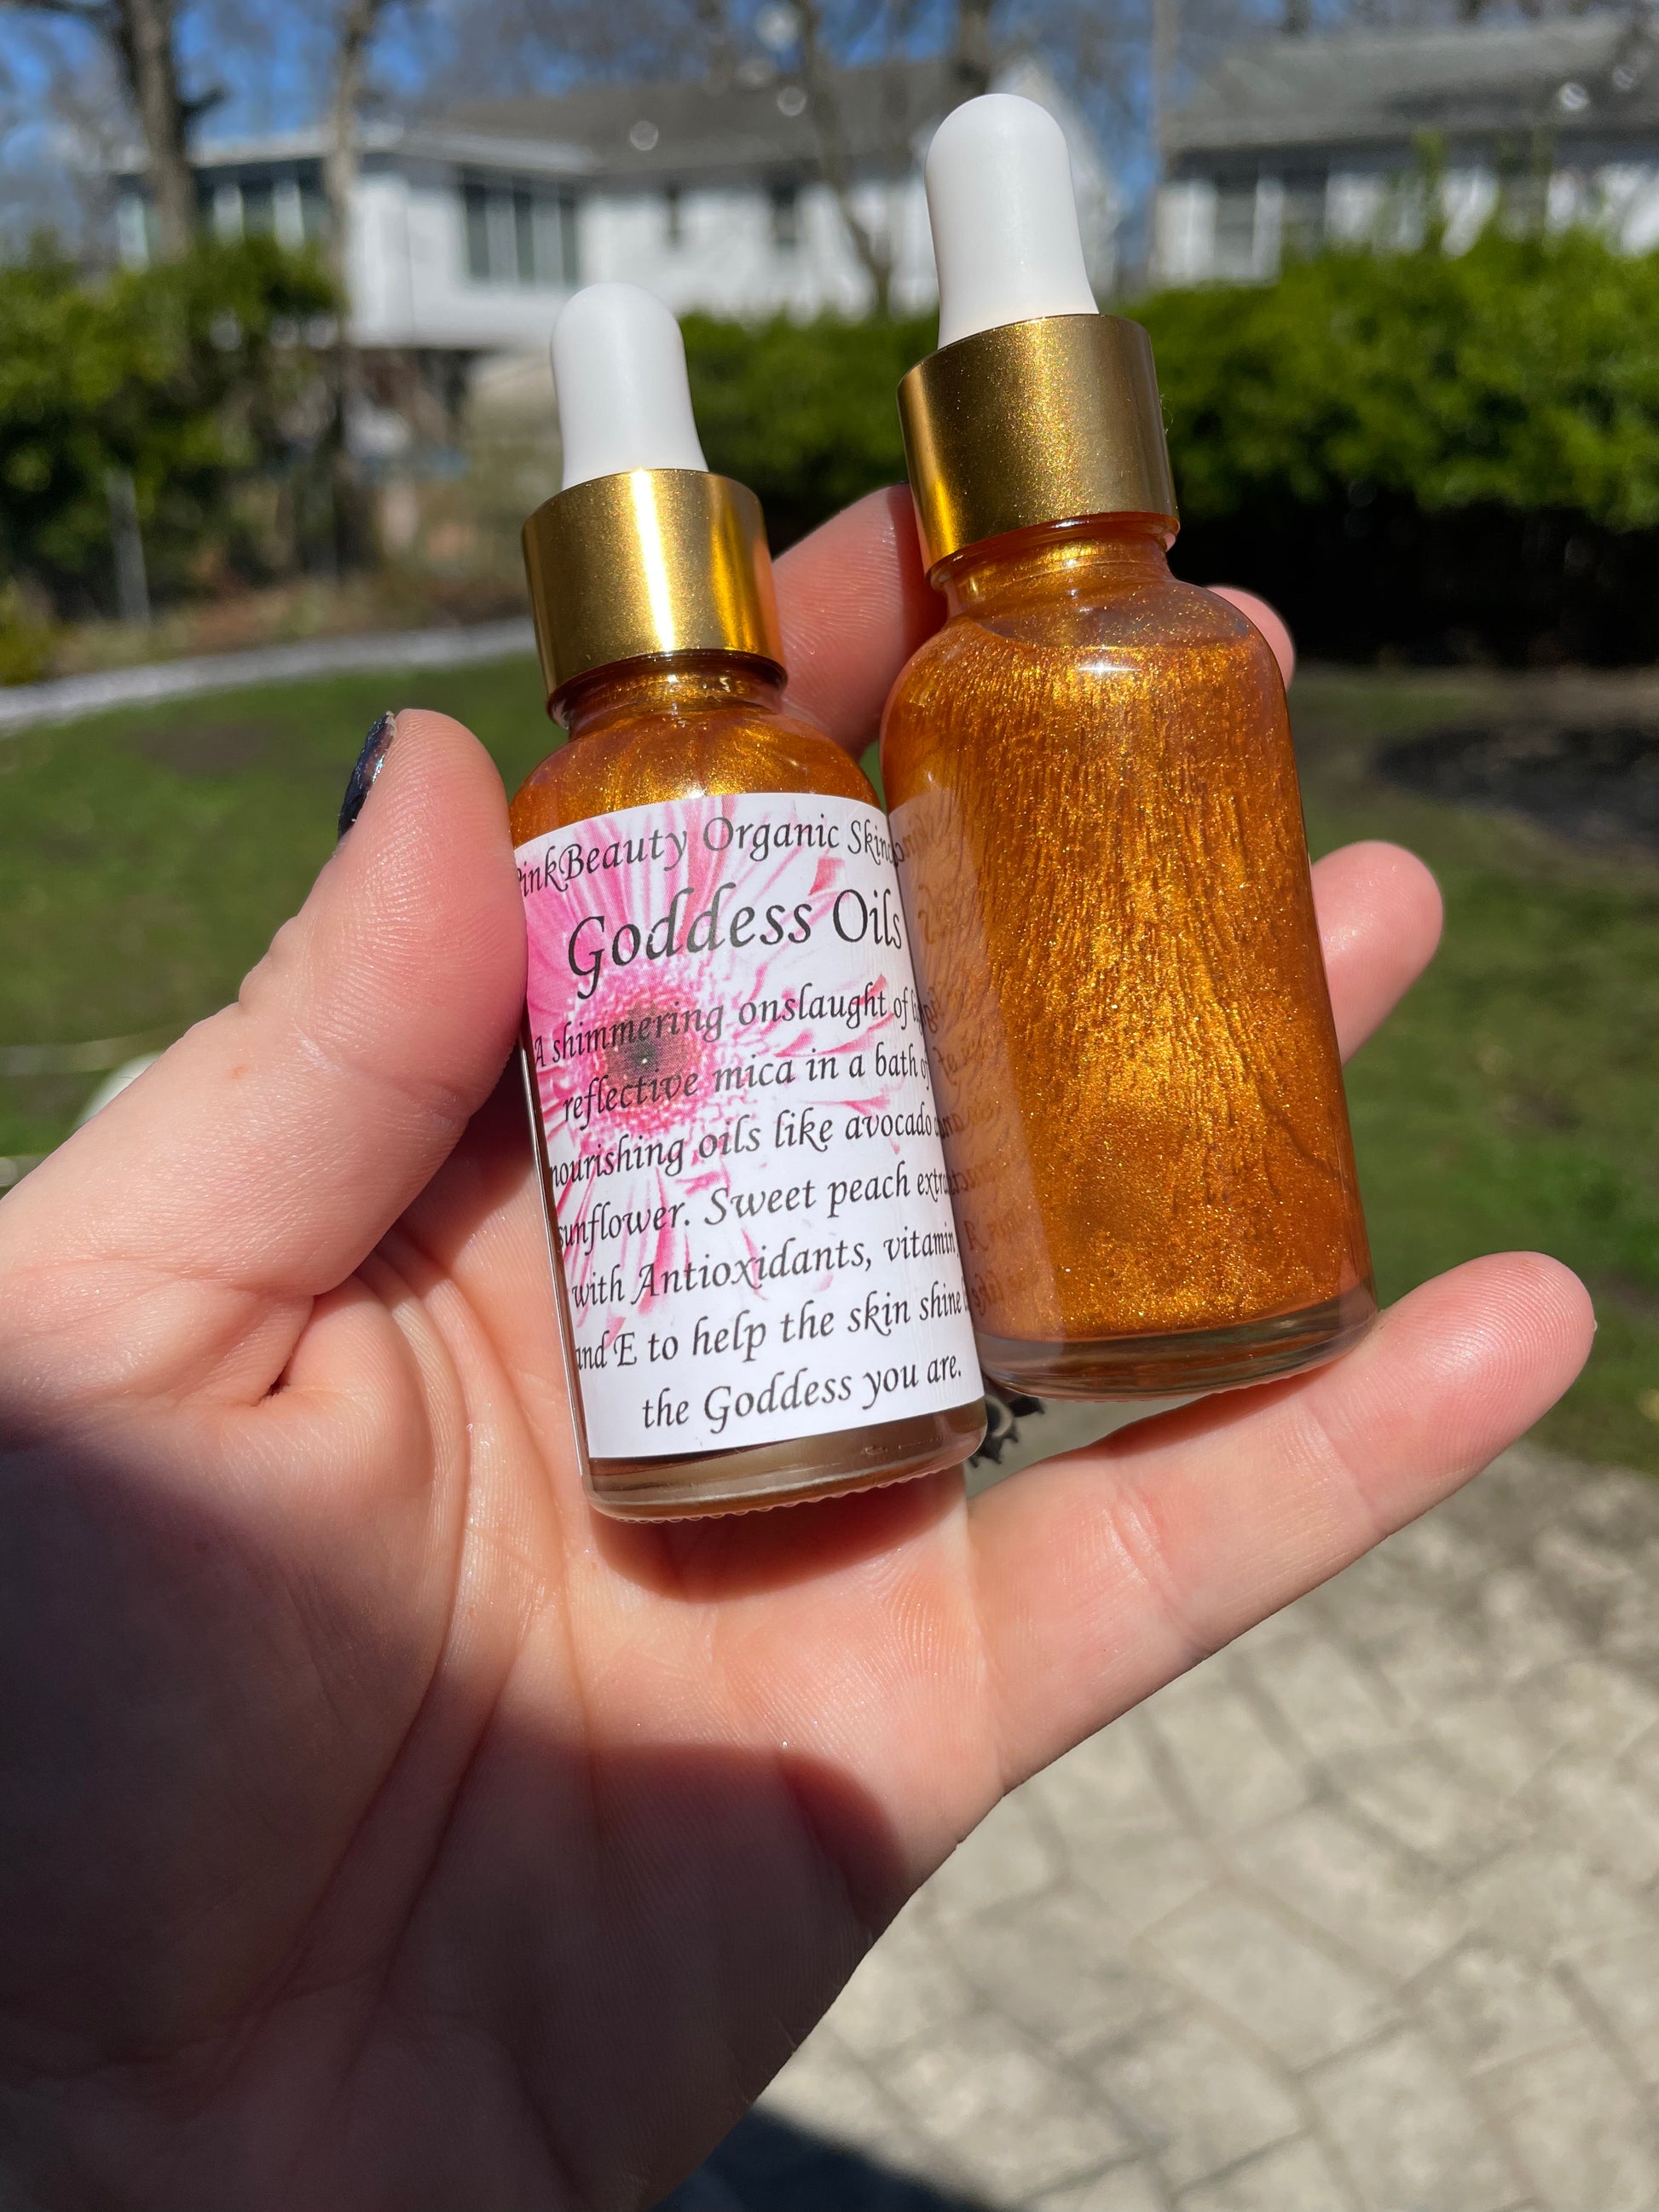 PinkBeauty Organic Skin
Goddess Oils
A shimmering onslaught of
reflective mica in a bath of
nourishing oils like avocado
sunflower. Sweet peach extract
with Antioxidants, vitamin
and E to help the skin shine
the Goddess you are.